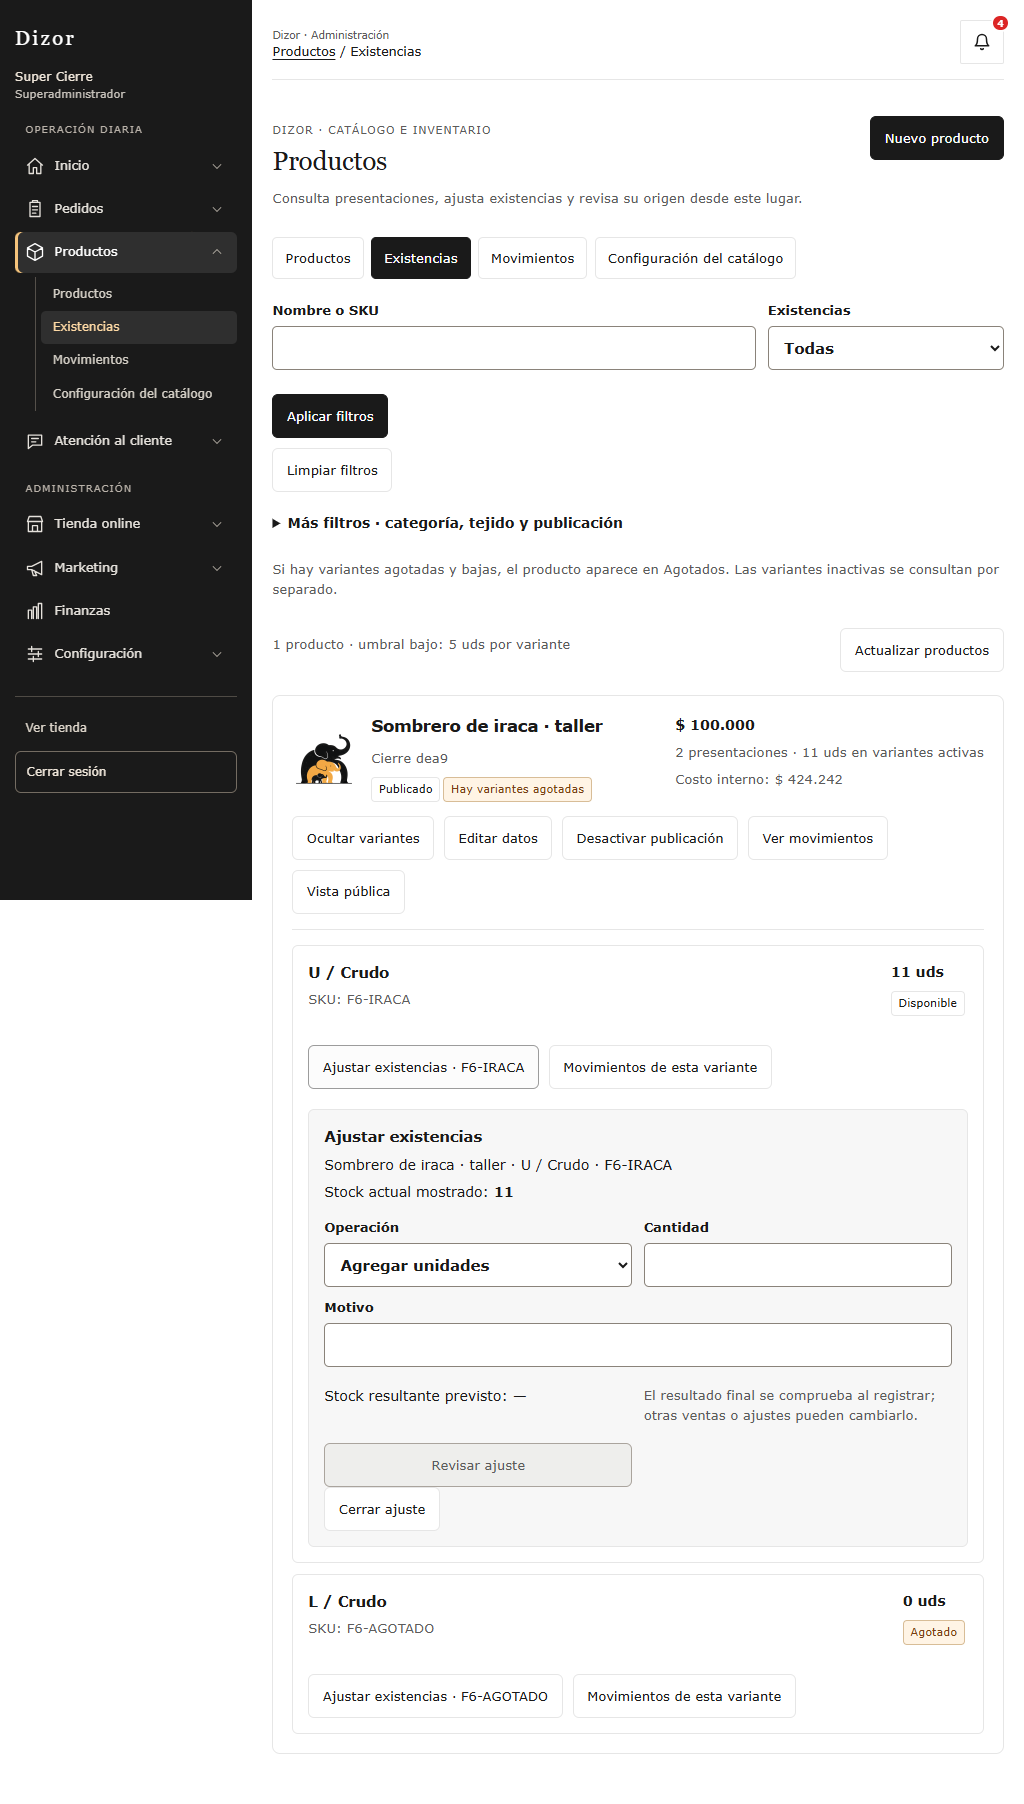 Dizor
Super Cierre
Superadministrador
OPERACIÓN DIARIA
Inicio
Pedidos
Productos
Productos
Existencias
Movimientos
Configuración del catálogo
Atención al cliente
ADMINISTRACIÓN
Tienda online
Marketing
Finanzas
Configuración
Ver tienda
Cerrar sesión
Dizor · Administración
Productos / Existencias
4
DIZOR · CATÁLOGO E INVENTARIO
Productos
Nuevo producto
Consulta presentaciones, ajusta existencias y revisa su origen desde este lugar.
Productos Existencias Movimientos Configuración del catálogo
Nombre o SKU Existencias
Todas
Aplicar filtros
Limpiar filtros
Más filtros · categoría, tejido y publicación
Si hay variantes agotadas y bajas, el producto aparece en Agotados. Las variantes inactivas se consultan por
separado.
1 producto · umbral bajo: 5 uds por variante
Actualizar productos
Sombrero de iraca · taller
Cierre dea9
Publicado Hay variantes agotadas
$ 100.000
2 presentaciones · 11 uds en variantes activas
Costo interno: $ 424.242
Ocultar variantes Editar datos Desactivar publicación Ver movimientos
Vista pública
U / Crudo
SKU: F6-IRACA
11 uds
Disponible
Ajustar existencias · F6-IRACA Movimientos de esta variante
Ajustar existencias
Sombrero de iraca · taller · U / Crudo · F6-IRACA
Stock actual mostrado: 11
Operación Cantidad
Agregar unidades
Motivo
Stock resultante previsto: —
El resultado final se comprueba al registrar;
otras ventas o ajustes pueden cambiarlo.
Revisar ajuste
Cerrar ajuste
L / Crudo
SKU: F6-AGOTADO
0 uds
Agotado
Ajustar existencias · F6-AGOTADO Movimientos de esta variante